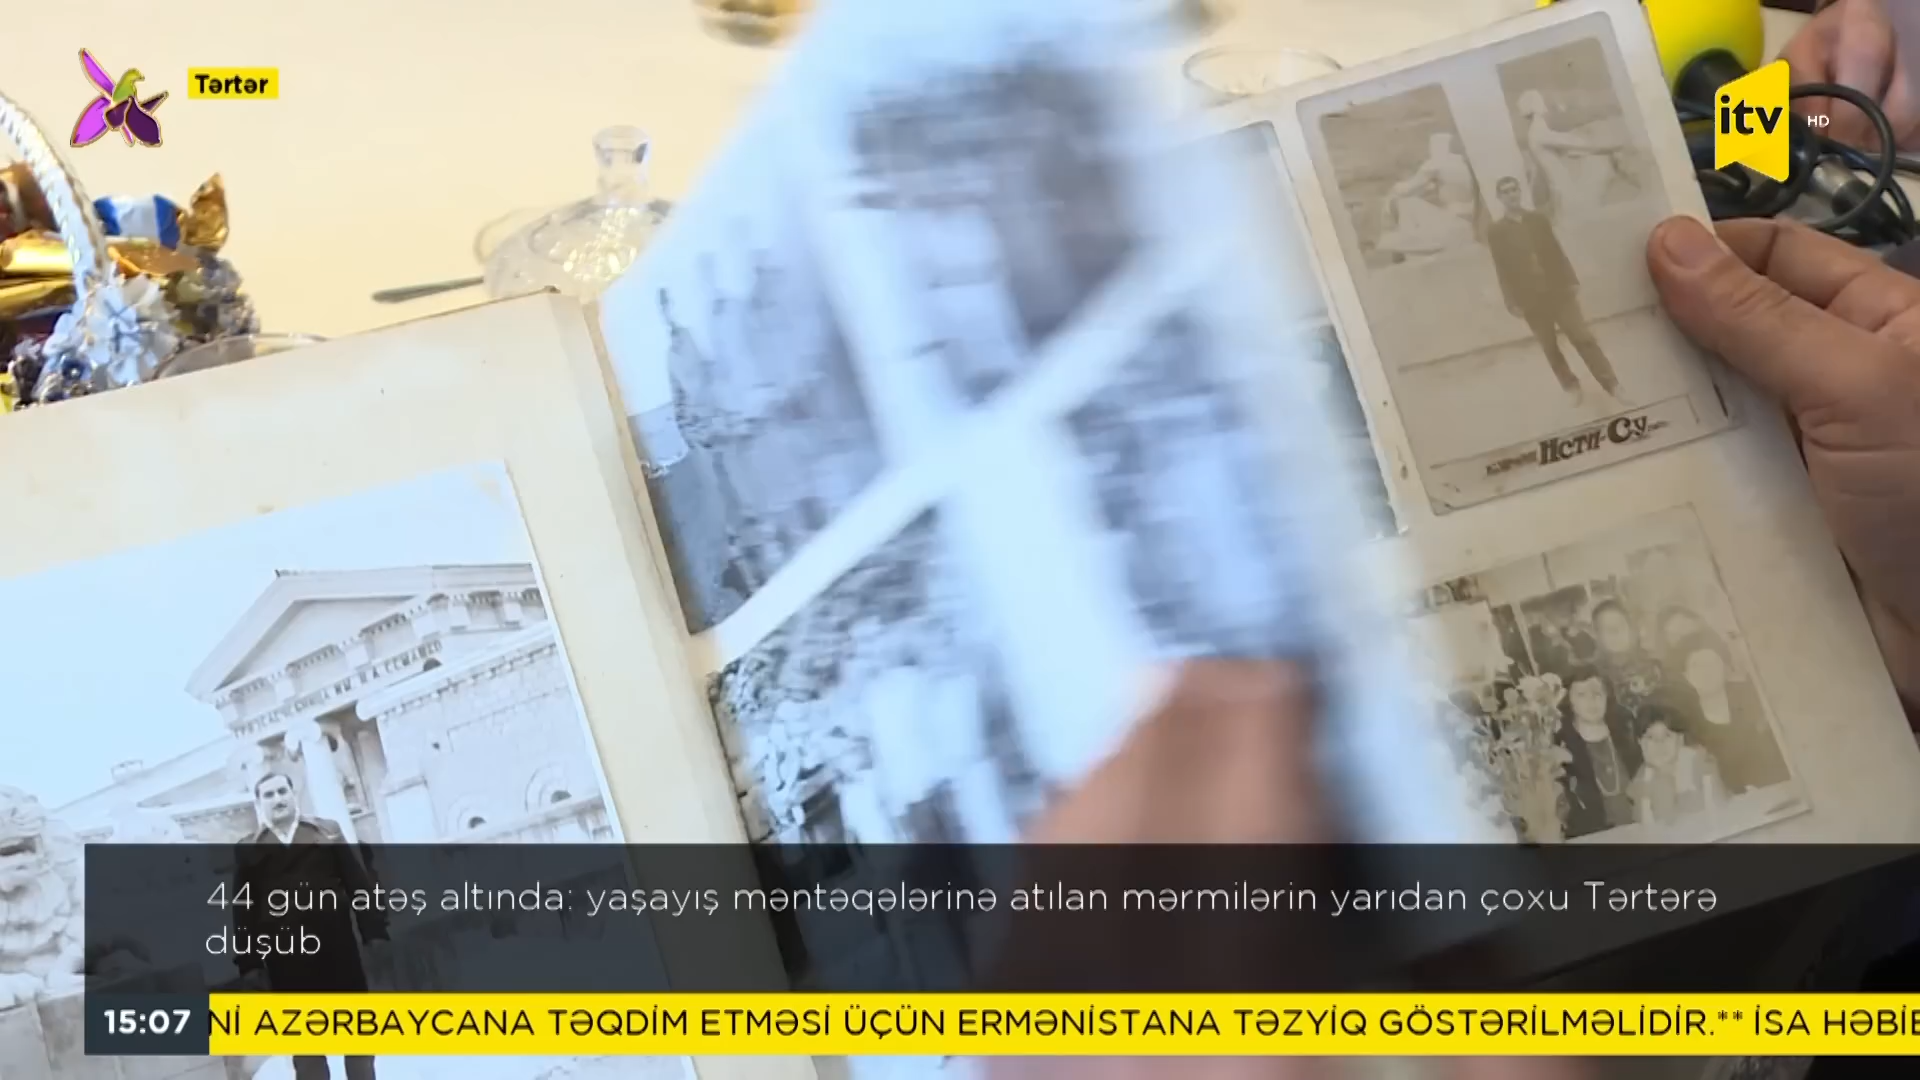 Tərtər
itv
HD
Исти-Су
44 gün atəş altında: yaşayış məntəqələrinə atılan mərmilərin yarıdan çoxu Tərtərə
düşüb
15:07
Nİ AZƏRBAYCANA TƏQDİM ETMƏSİ ÜÇÜN ERMƏNİSTANA TƏZYİQ GÖSTƏRİLMƏLİDİR.** İSA HƏBİB